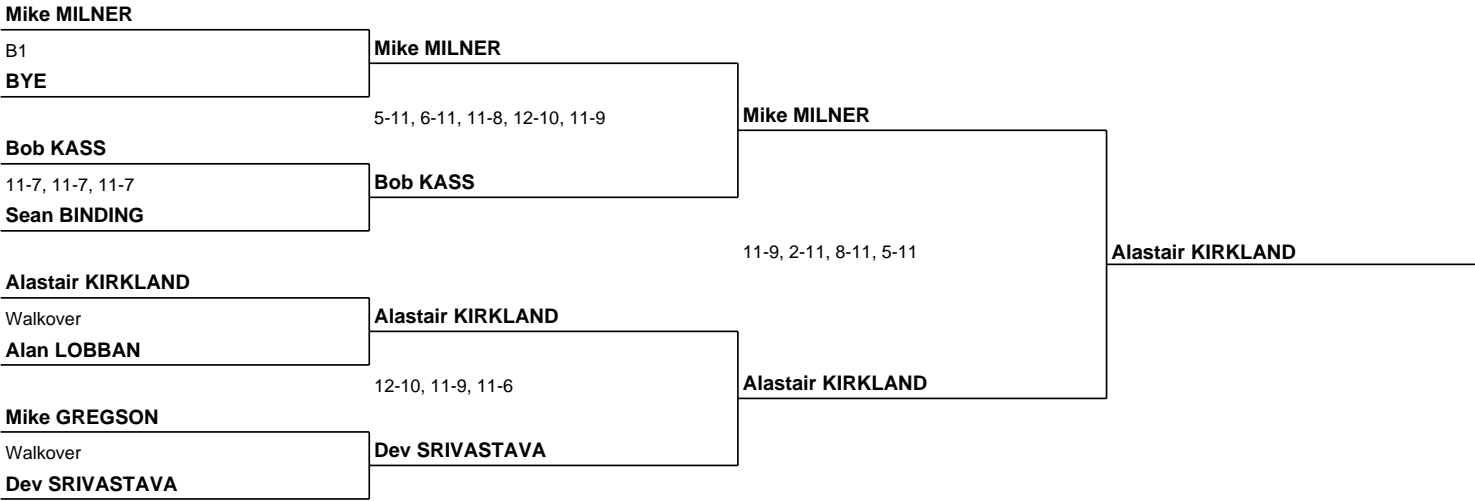 Mike MILNER
B1
BYE
Bob KASS
11-7, 11-7, 11-7
Sean BINDING
Alastair KIRKLAND
Walkover
Alan LOBBAN
Mike GREGSON
Walkover
Dev SRIVASTAVA
Mike MILNER
5-11, 6-11, 11-8, 12-10, 11-9
Bob KASS
Alastair KIRKLAND
12-10, 11-9, 11-6
Dev SRIVASTAVA
Mike MILNER
11-9, 2-11, 8-11, 5-11
Alastair KIRKLAND
Alastair KIRKLAND